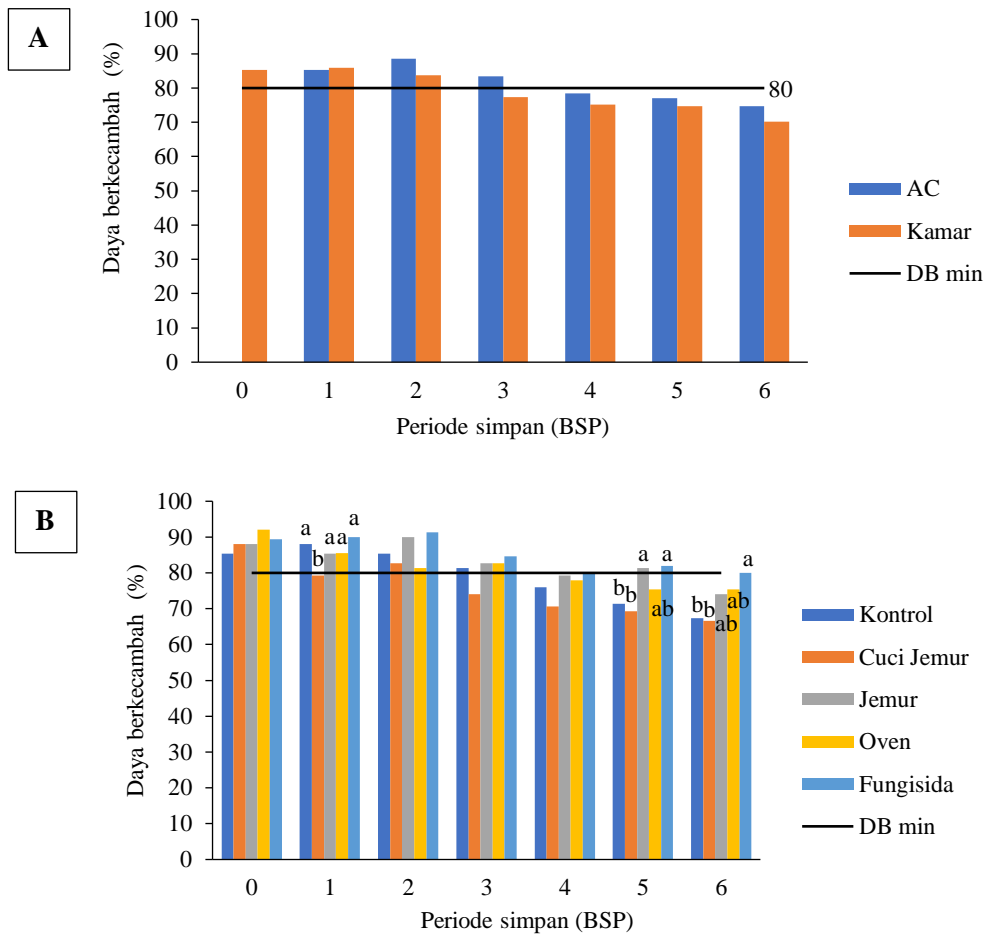 A
Daya berkecambah (%)
100
90
80
70
60
50
40
30
20
10
0
80
0 1 2 3 4 5 6
Periode simpan (BSP)
AC
Kamar
DB min
B
Daya berkecambah (%)
100
90
80
70
60
50
40
30
20
10
0
a b a a a
b b a ab a
b b ab ab a
0 1 2 3 4 5 6
Periode simpan (BSP)
Kontrol
Cuci Jemur
Jemur
Oven
Fungisida
DB min